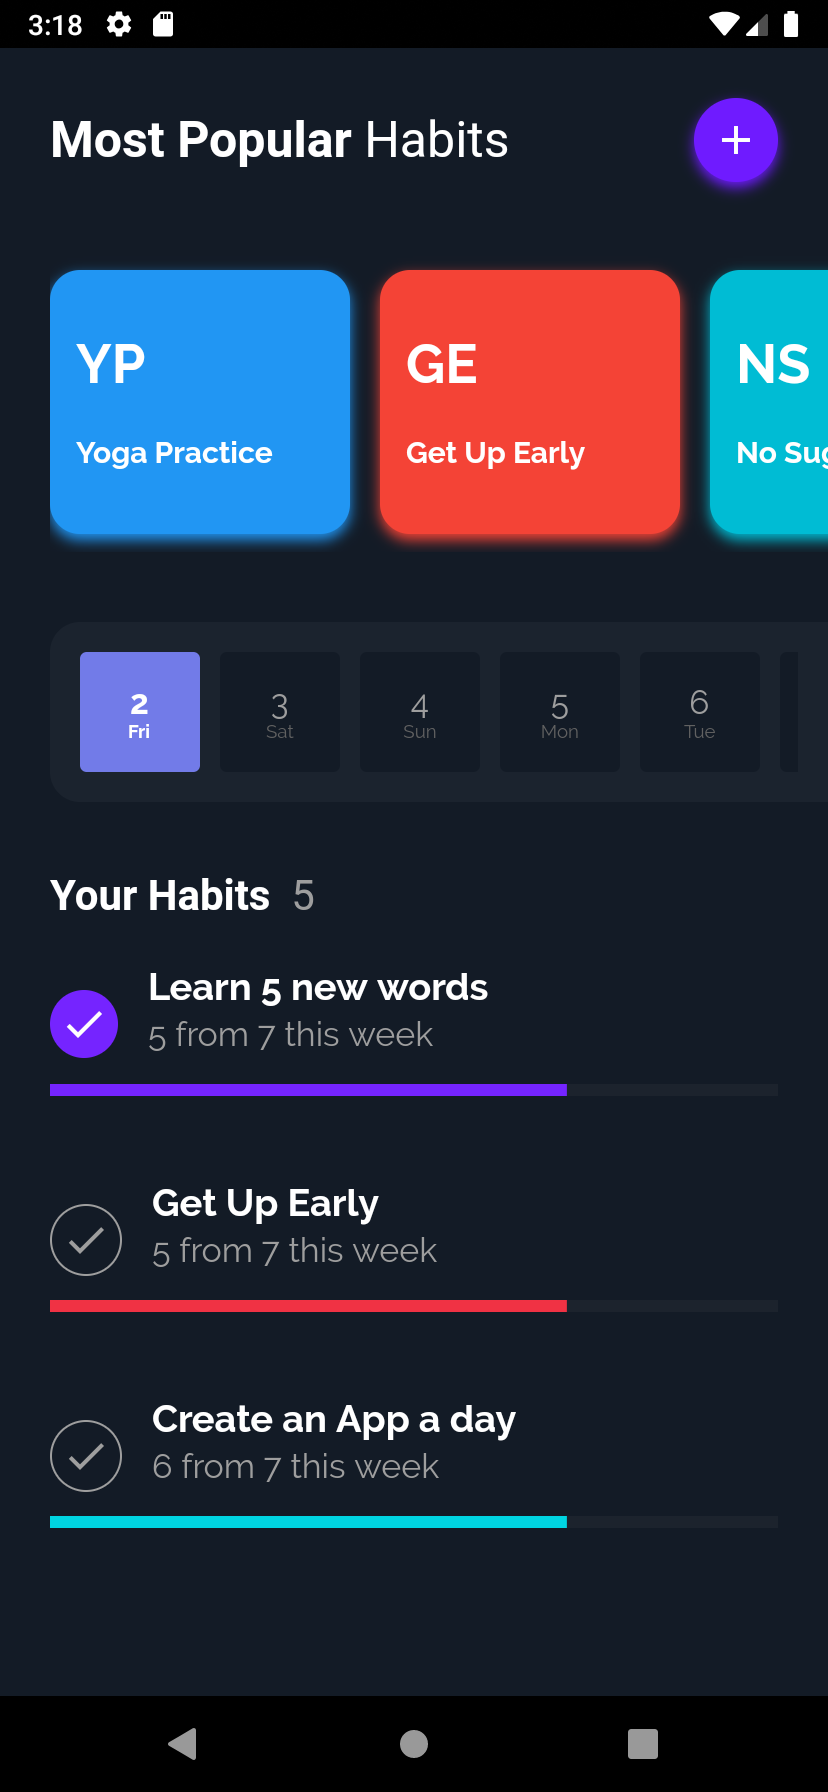 3:18
Most Popular Habits
YP
Yoga Practice
GE
Get Up Early
NS
No Sug
2
Fri
3
Sat
4
Sun
5
Mon
6
Tue
Your Habits 5
Learn 5 new words
5 from 7 this week
Get Up Early
5 from 7 this week
Create an App a day
6 from 7 this week